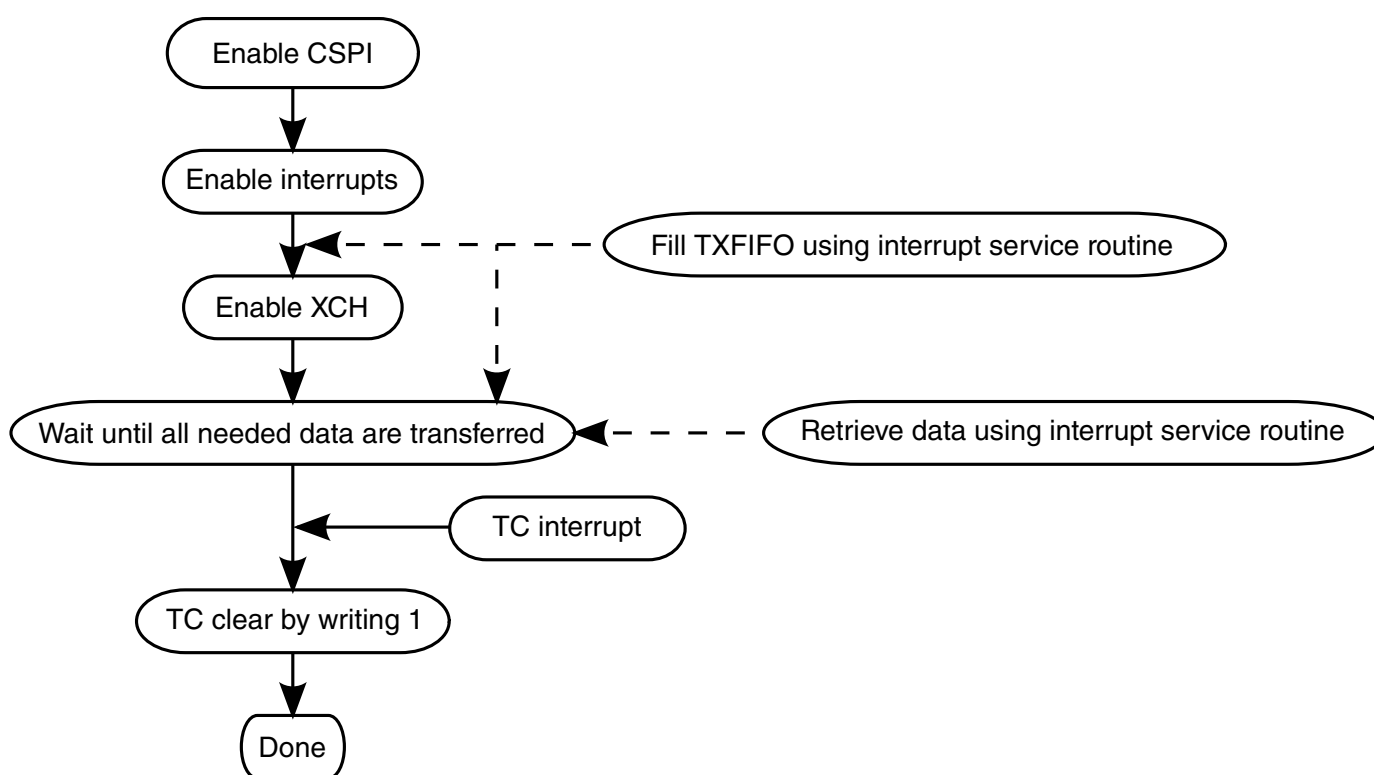 Enable CSPI
Enable interrupts
Fill TXFIFO using interrupt service routine
Enable XCH
Wait until all needed data are transferred
Retrieve data using interrupt service routine
TC interrupt
TC clear by writing 1
Done